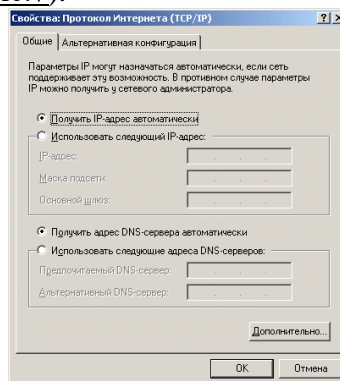 Свойства: Протокол Интернета (TCP/IP)
Общие
Альтернативная конфигурация
Параметры IP могут назначаться автоматически, если сеть
поддерживает эту возможность. В противном случае параметры
IP можно получить у сетевого администратора.
Получить IP-адрес автоматически
Использовать следующий IP-адрес:
IP-адрес:
Маска подсети:
Основной шлюз:
Получить адрес DNS-сервера автоматически
Использовать следующие адреса DNS-серверов:
Предпочитаемый DNS-сервер:
Альтернативный DNS-сервер:
Дополнительно...
OK
Отмена